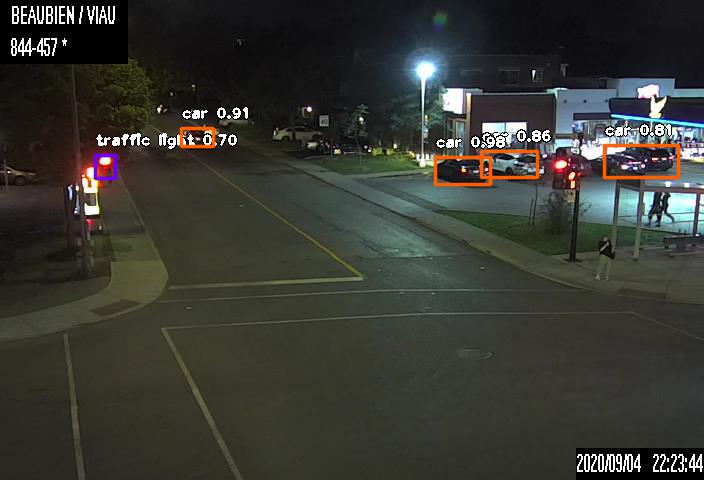 BEAUBIEN / VIAU
844-457 *
car 0.91
traffic light 0.70
car 0.98
car 0.86
car 0.81
2020/09/04 22:23:44